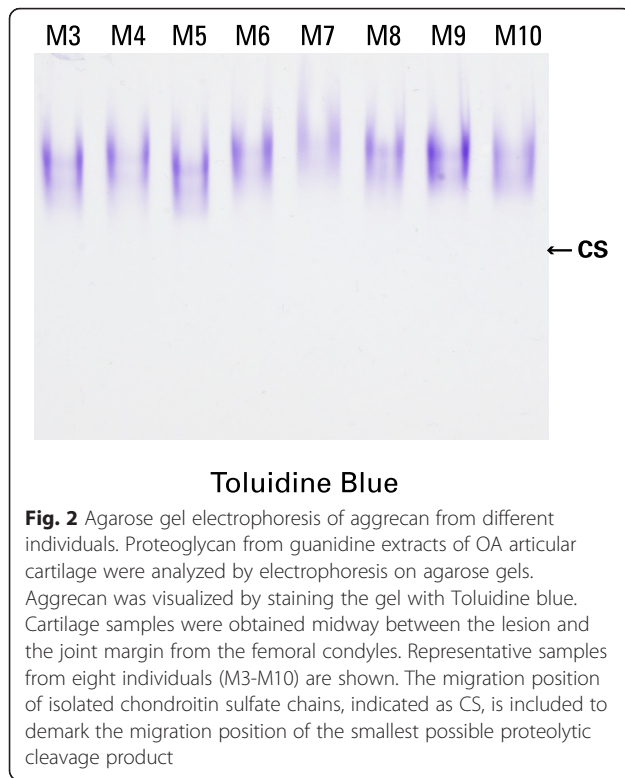 M3 M4 M5 M6 M7 M8 M9 M10
← CS
Toluidine Blue
Fig. 2 Agarose gel electrophoresis of aggrecan from different
individuals. Proteoglycan from guanidine extracts of OA articular
cartilage were analyzed by electrophoresis on agarose gels.
Aggrecan was visualized by staining the gel with Toluidine blue.
Cartilage samples were obtained midway between the lesion and
the joint margin from the femoral condyles. Representative samples
from eight individuals (M3-M10) are shown. The migration position
of isolated chondroitin sulfate chains, indicated as CS, is included to
demark the migration position of the smallest possible proteolytic
cleavage product